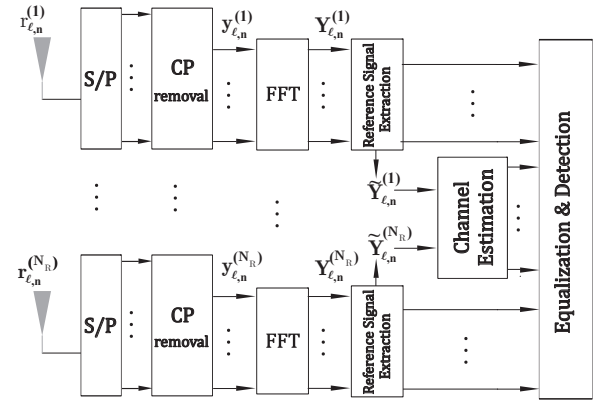 r_{ℓ,n}^{(1)}
S/P
CP
removal
y_{ℓ,n}^{(1)}
FFT
Y_{ℓ,n}^{(1)}
Reference Signal
Extraction
Ỹ_{ℓ,n}^{(1)}
Channel
Estimation
Equalization & Detection
r_{ℓ,n}^{(N_R)}
S/P
CP
removal
y_{ℓ,n}^{(N_R)}
FFT
Y_{ℓ,n}^{(N_R)}
Reference Signal
Extraction
Ỹ_{ℓ,n}^{(N_R)}